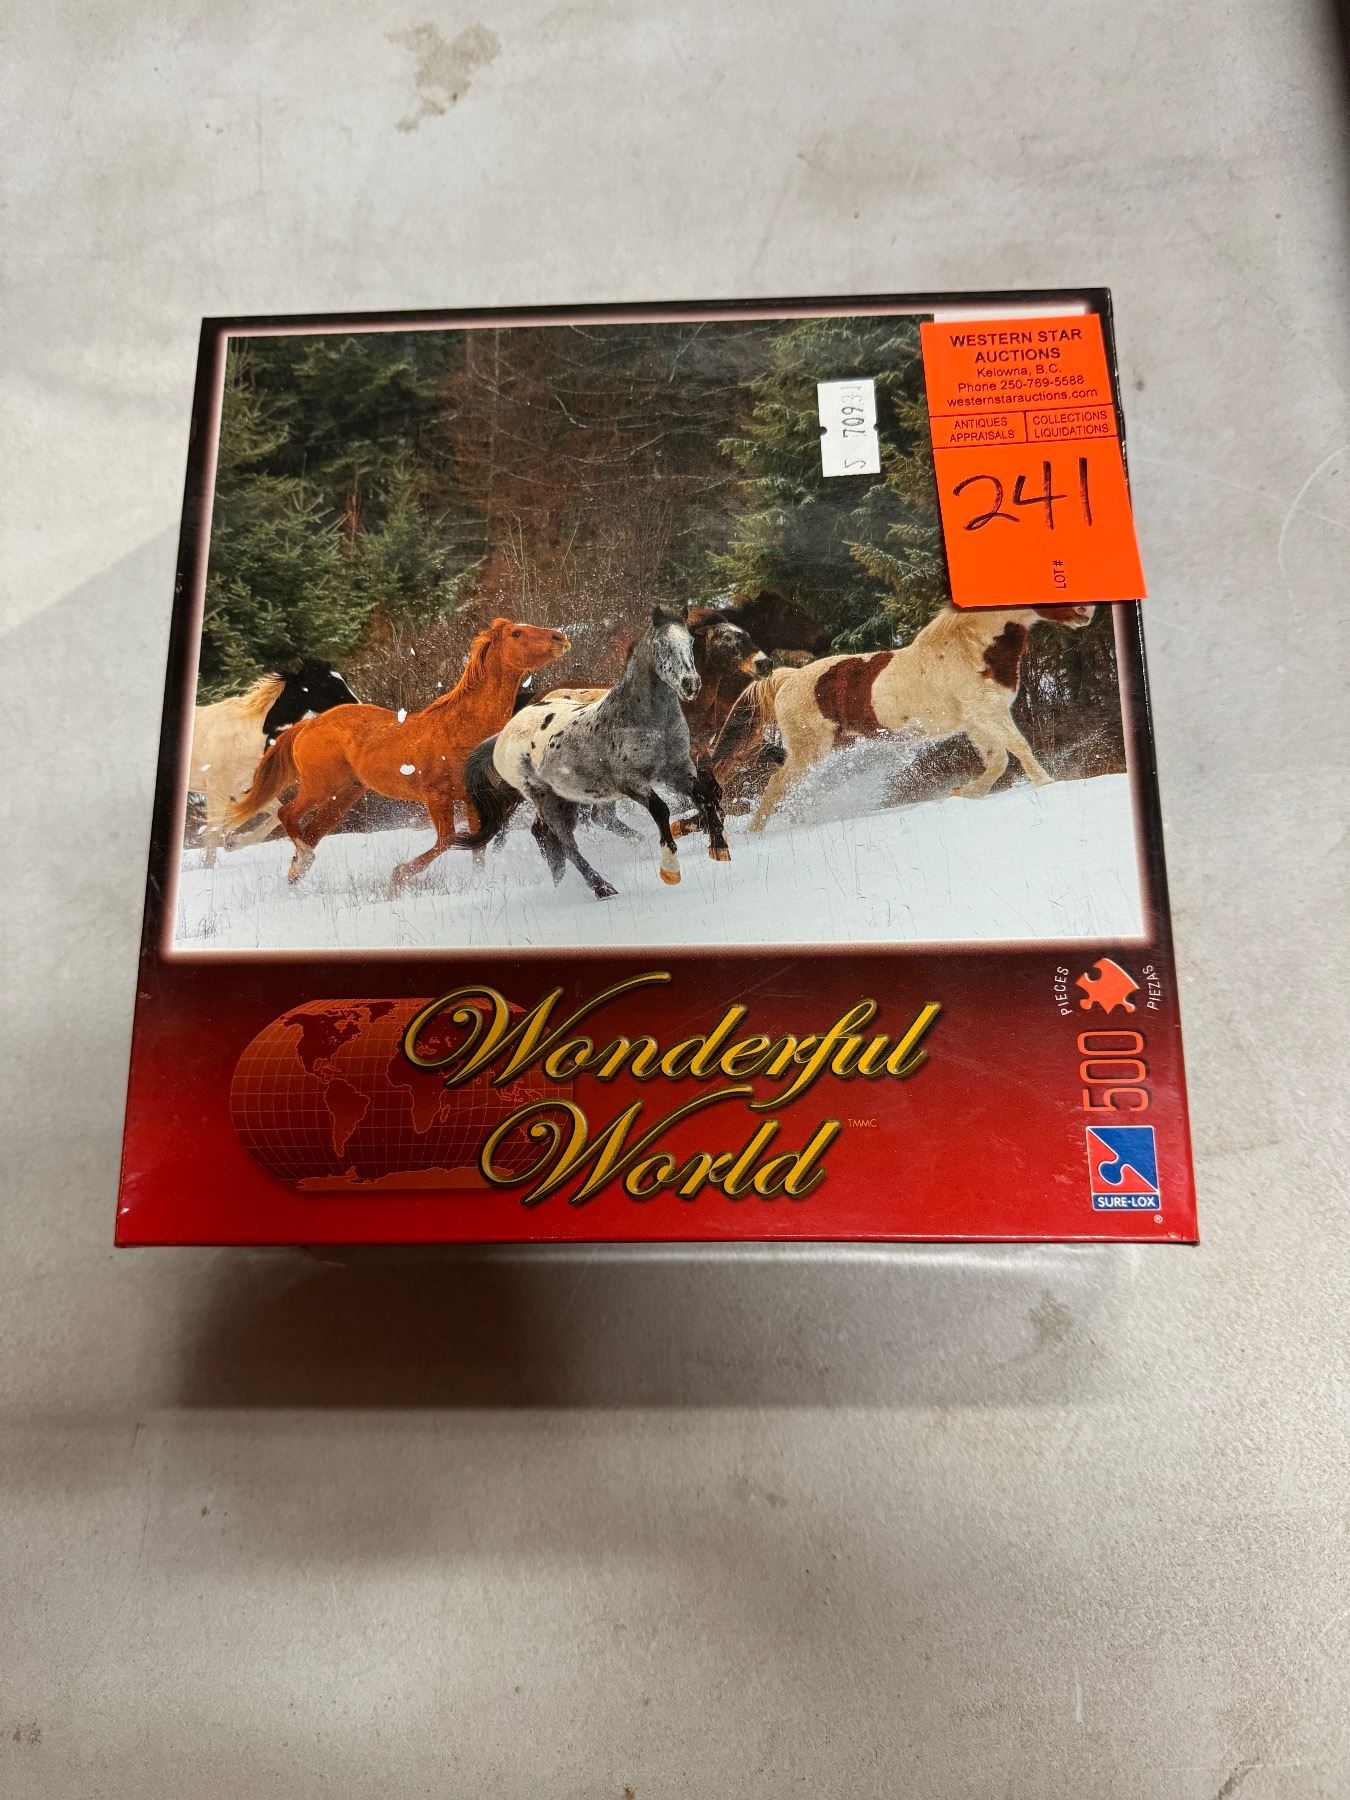 WESTERN STAR
AUCTIONS
Kelowna, B.C.
Phone 250-769-5588
westernstarauctions.com
ANTIQUES
APPRAISALS
COLLECTIONS
LIQUIDATIONS
241
LOT #
S 70931
Wonderful
World
TMMC
500
PIECES
PIEZAS
SURE-LOX
®